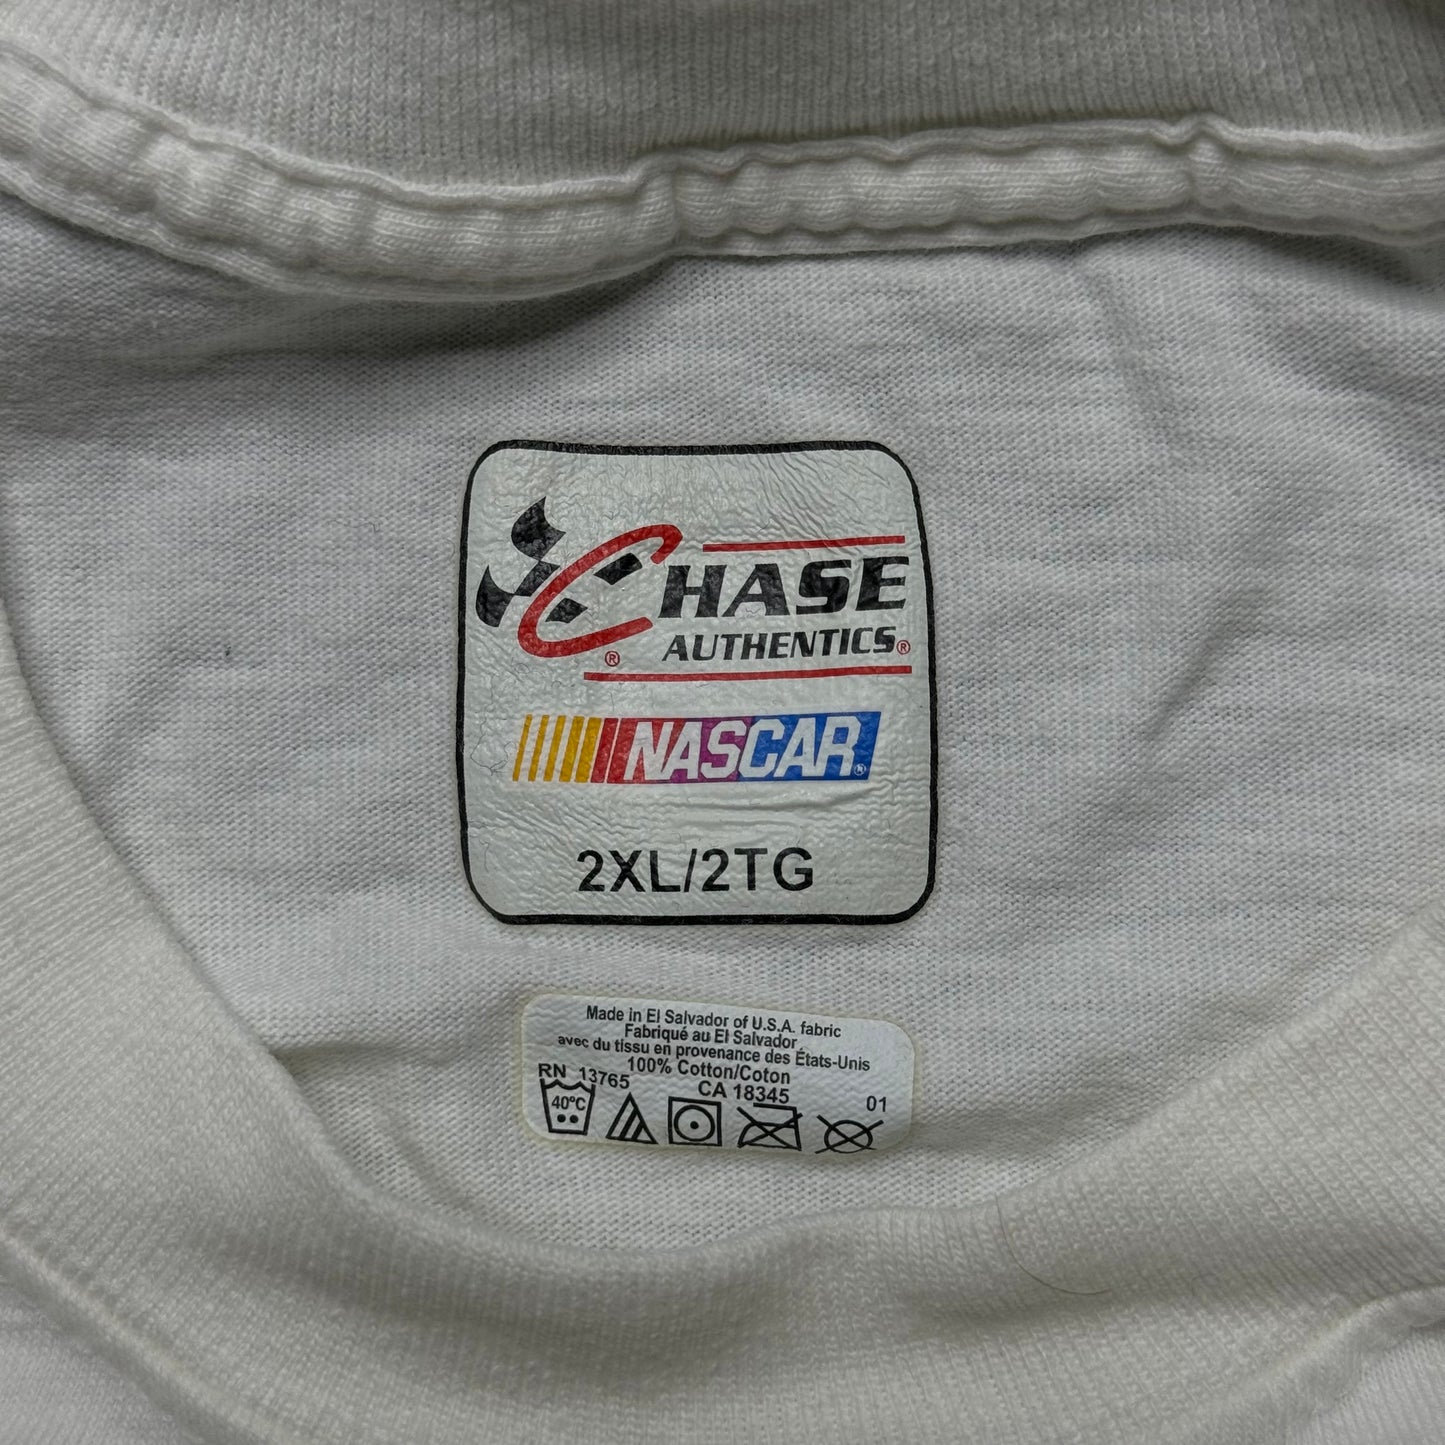 CHASE
AUTHENTICS®
®
NASCAR®
2XL/2TG
Made in El Salvador of U.S.A. fabric
Fabriqué au El Salvador
avec du tissu en provenance des États-Unis
100% Cotton/Coton
RN 13765 CA 18345 01
40°C